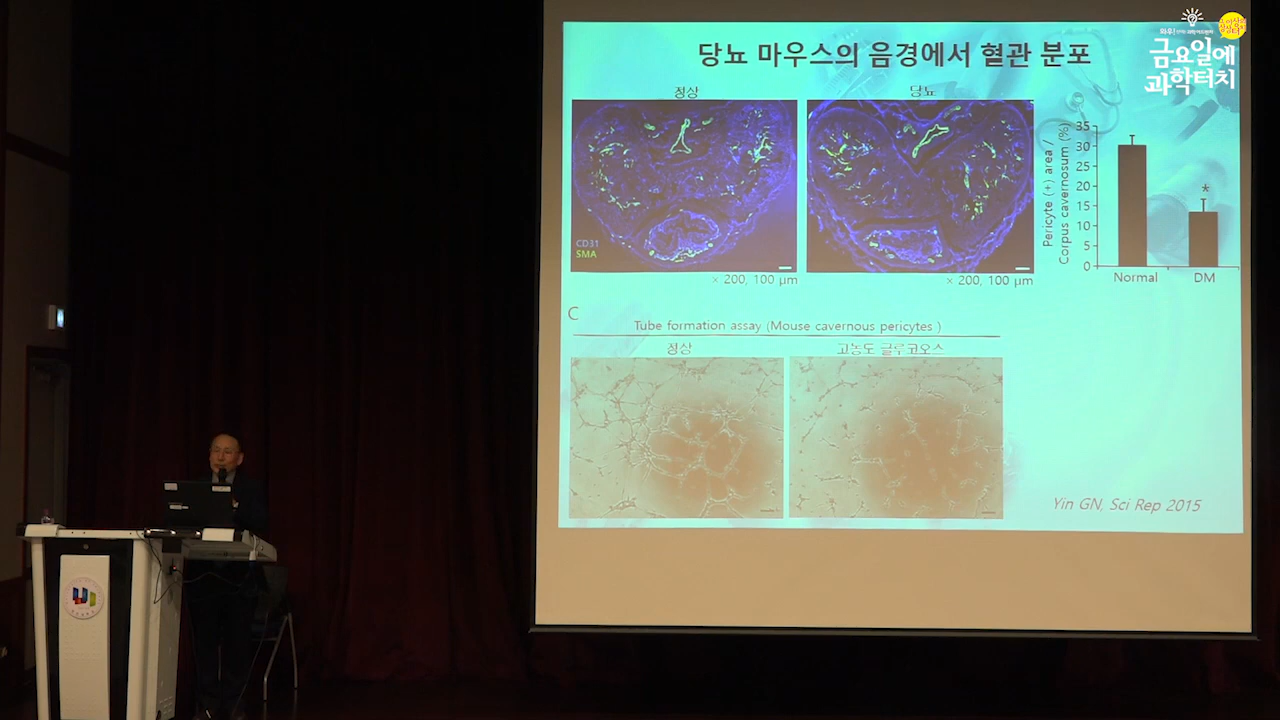 당뇨 마우스의 음경에서 혈관 분포
금요일에
과학터치
정상
당뇨
CD31
SMA
× 200, 100 μm
× 200, 100 μm
Pericyte (+) area /
Corpus cavernosum (%)
35
30
25
20
15
10
5
0
*
Normal
DM
C
Tube formation assay (Mouse cavernous pericytes )
정상
고농도 글루코오스
Yin GN, Sci Rep 2015